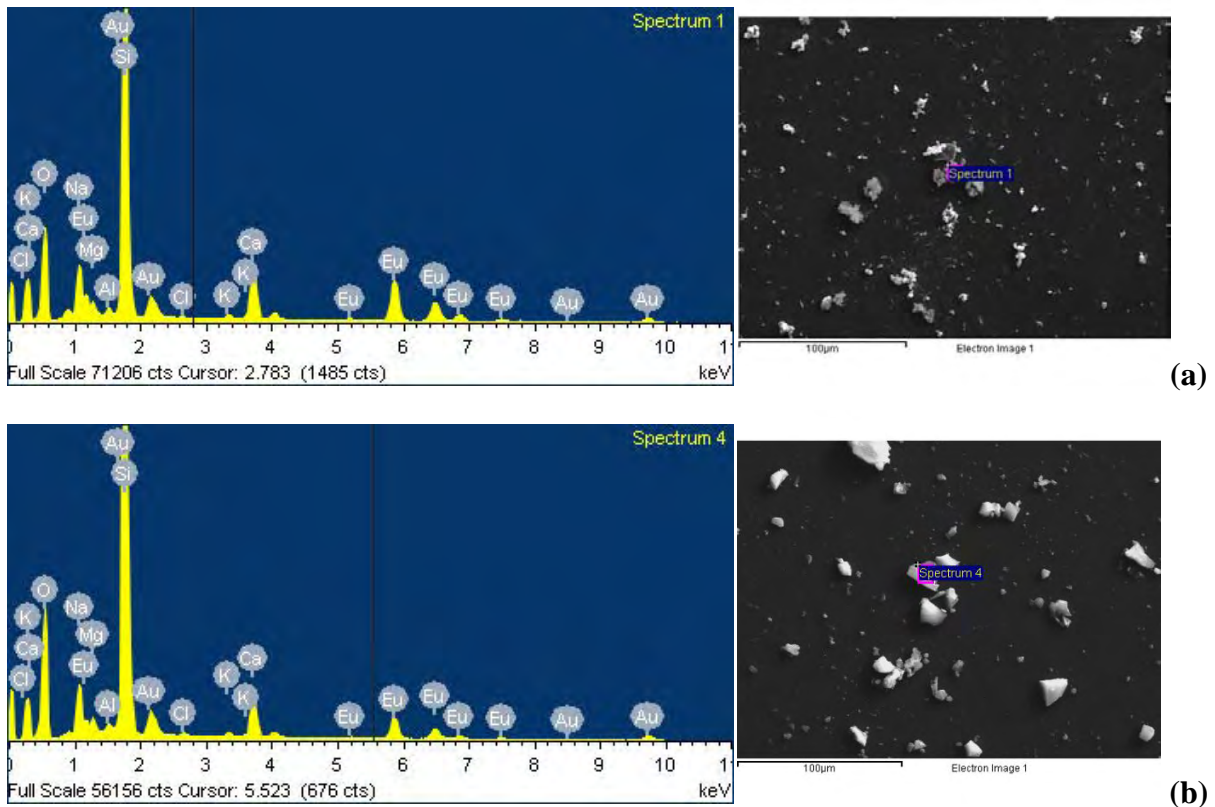 Spectrum 1
Au
Si
O
K
Ca
Cl
Na
Eu
Mg
Al
Au
Cl
K
K
Ca
Eu
Eu
Eu
Eu
Eu
Au
Au
0 1 2 3 4 5 6 7 8 9 10 1
Full Scale 71206 cts Cursor: 2.783 (1485 cts) keV
Spectrum 1
100µm Electron Image 1
(a)
Spectrum 4
Au
Si
O
K
Ca
Cl
Na
Mg
Eu
Al
Au
Cl
K
K
Ca
Eu
Eu
Eu
Eu
Eu
Au
Au
0 1 2 3 4 5 6 7 8 9 10 1
Full Scale 56156 cts Cursor: 5.523 (676 cts) keV
Spectrum 4
100µm Electron Image 1
(b)